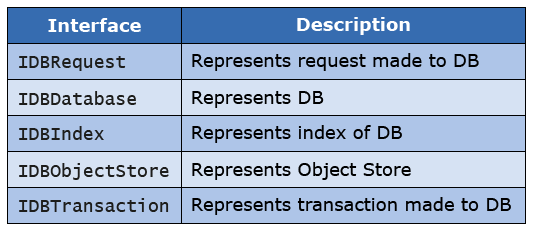 Interface Description
IDBRequest Represents request made to DB
IDBDatabase Represents DB
IDBIndex Represents index of DB
IDBObjectStore Represents Object Store
IDBTransaction Represents transaction made to DB